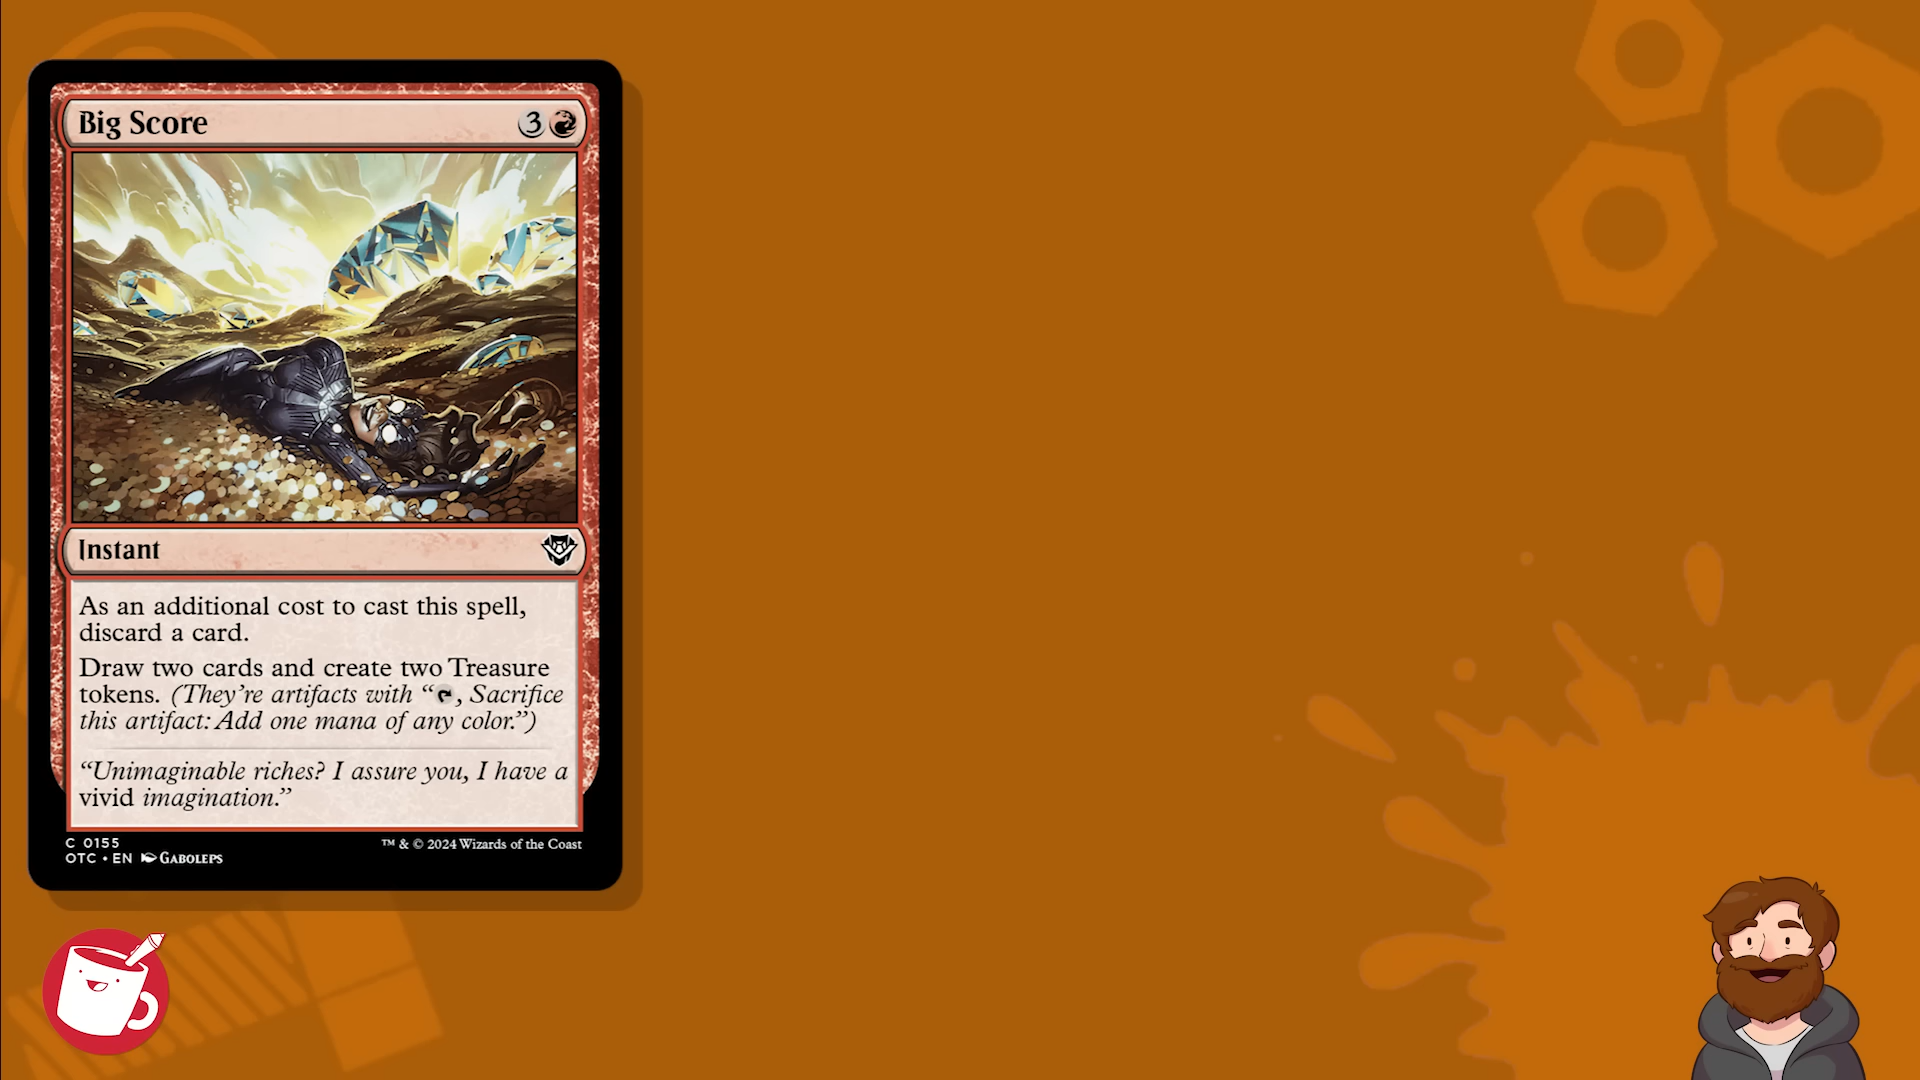 Big Score 3
Instant
As an additional cost to cast this spell,
discard a card.
Draw two cards and create two Treasure
tokens. (They're artifacts with “, Sacrifice
this artifact: Add one mana of any color.”)
“Unimaginable riches? I assure you, I have a
vivid imagination.”
C 0155
OTC • EN GABOLEPS
™ & © 2024 Wizards of the Coast